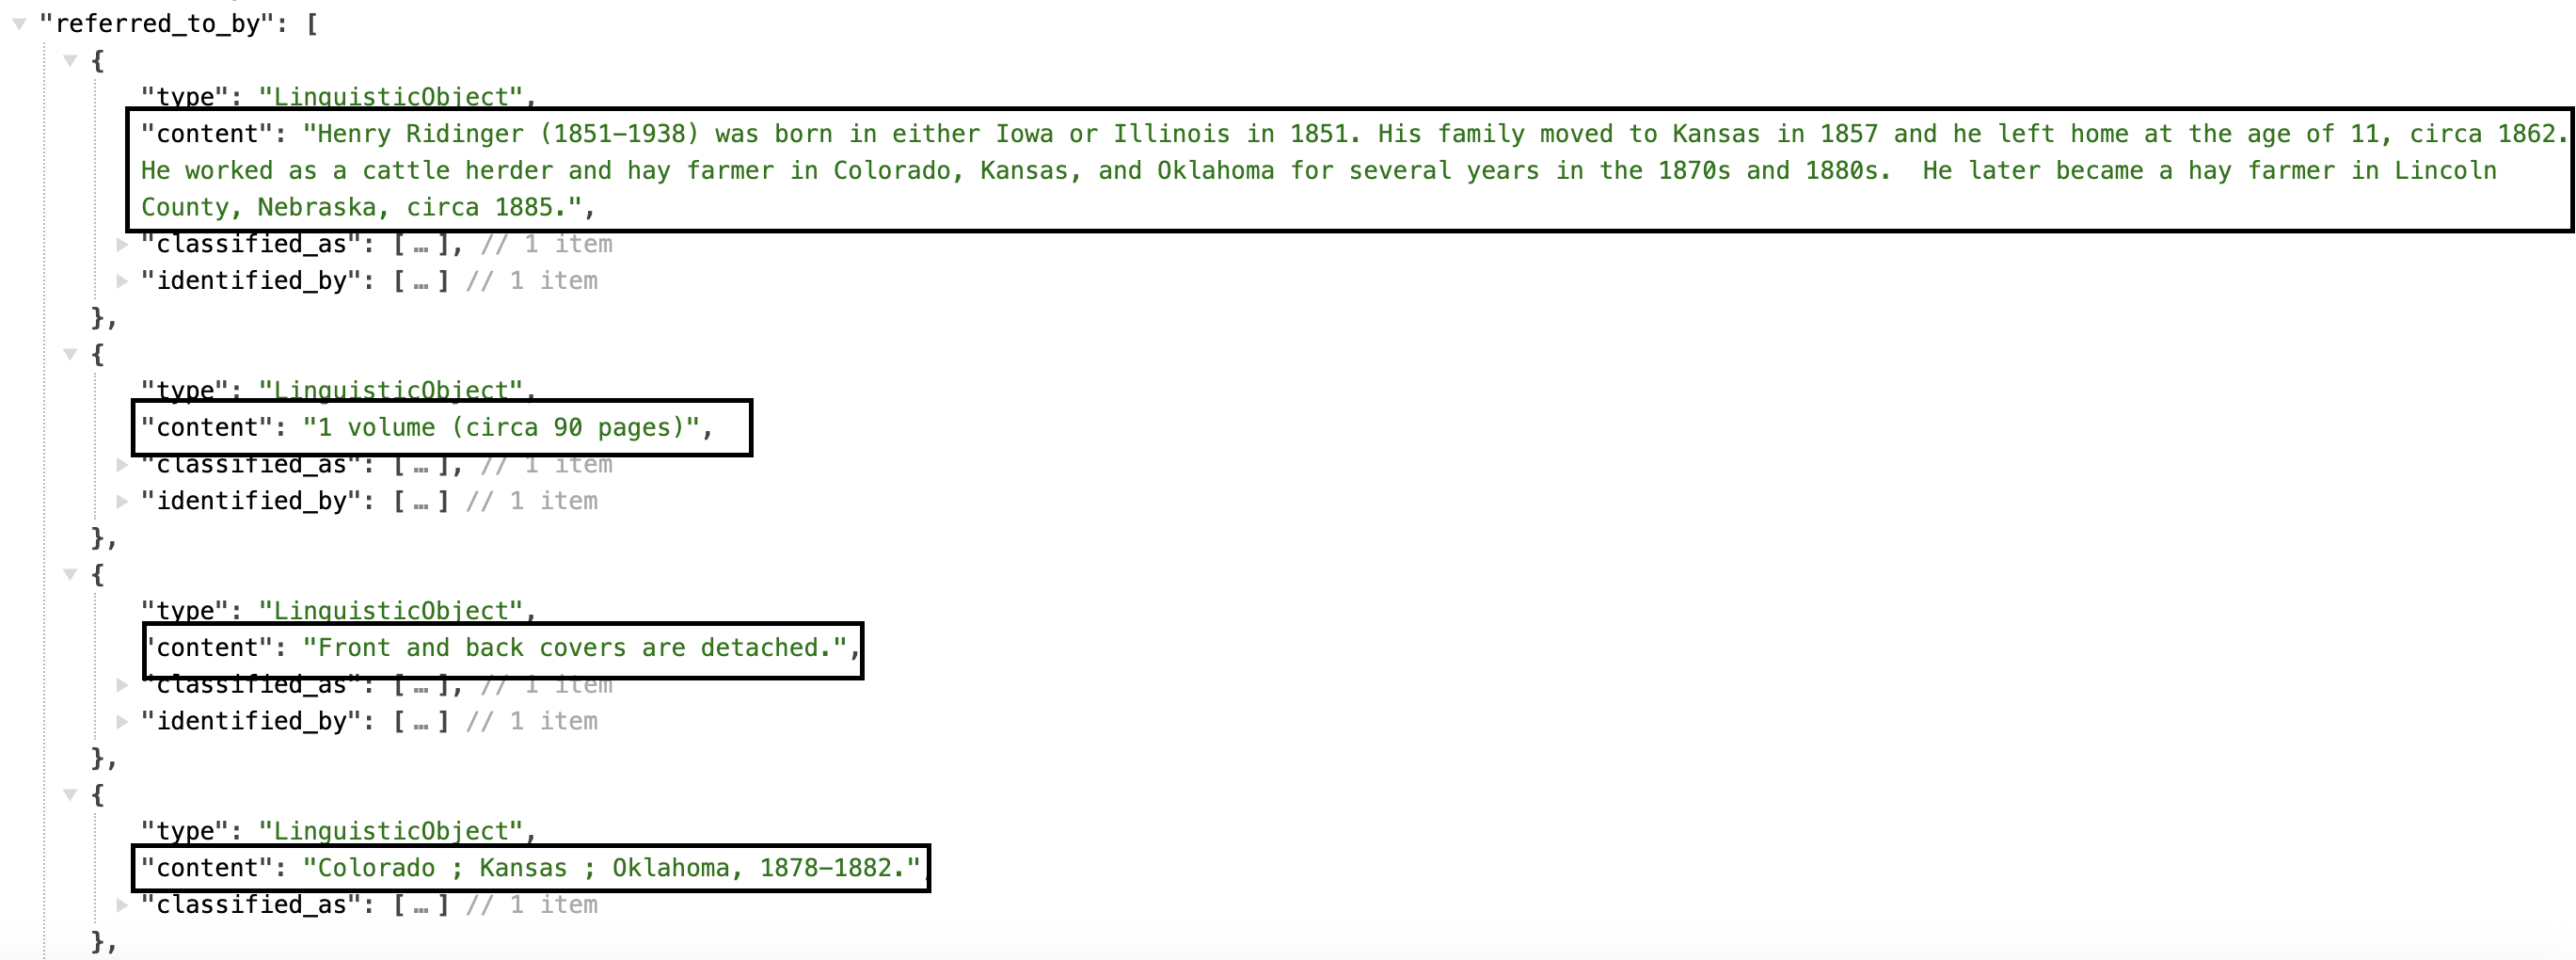 "referred_to_by": [
{
"type": "LinguisticObject",
"content": "Henry Ridinger (1851-1938) was born in either Iowa or Illinois in 1851. His family moved to Kansas in 1857 and he left home at the age of 11, circa 1862.
He worked as a cattle herder and hay farmer in Colorado, Kansas, and Oklahoma for several years in the 1870s and 1880s.  He later became a hay farmer in Lincoln
County, Nebraska, circa 1885.",
"classified_as": [ … ], // 1 item
"identified_by": [ … ] // 1 item
},
{
"type": "LinguisticObject",
"content": "1 volume (circa 90 pages)",
"classified_as": [ … ], // 1 item
"identified_by": [ … ] // 1 item
},
{
"type": "LinguisticObject",
"content": "Front and back covers are detached.",
"classified_as": [ … ], // 1 item
"identified_by": [ … ] // 1 item
},
{
"type": "LinguisticObject",
"content": "Colorado ; Kansas ; Oklahoma, 1878-1882.",
"classified_as": [ … ] // 1 item
},